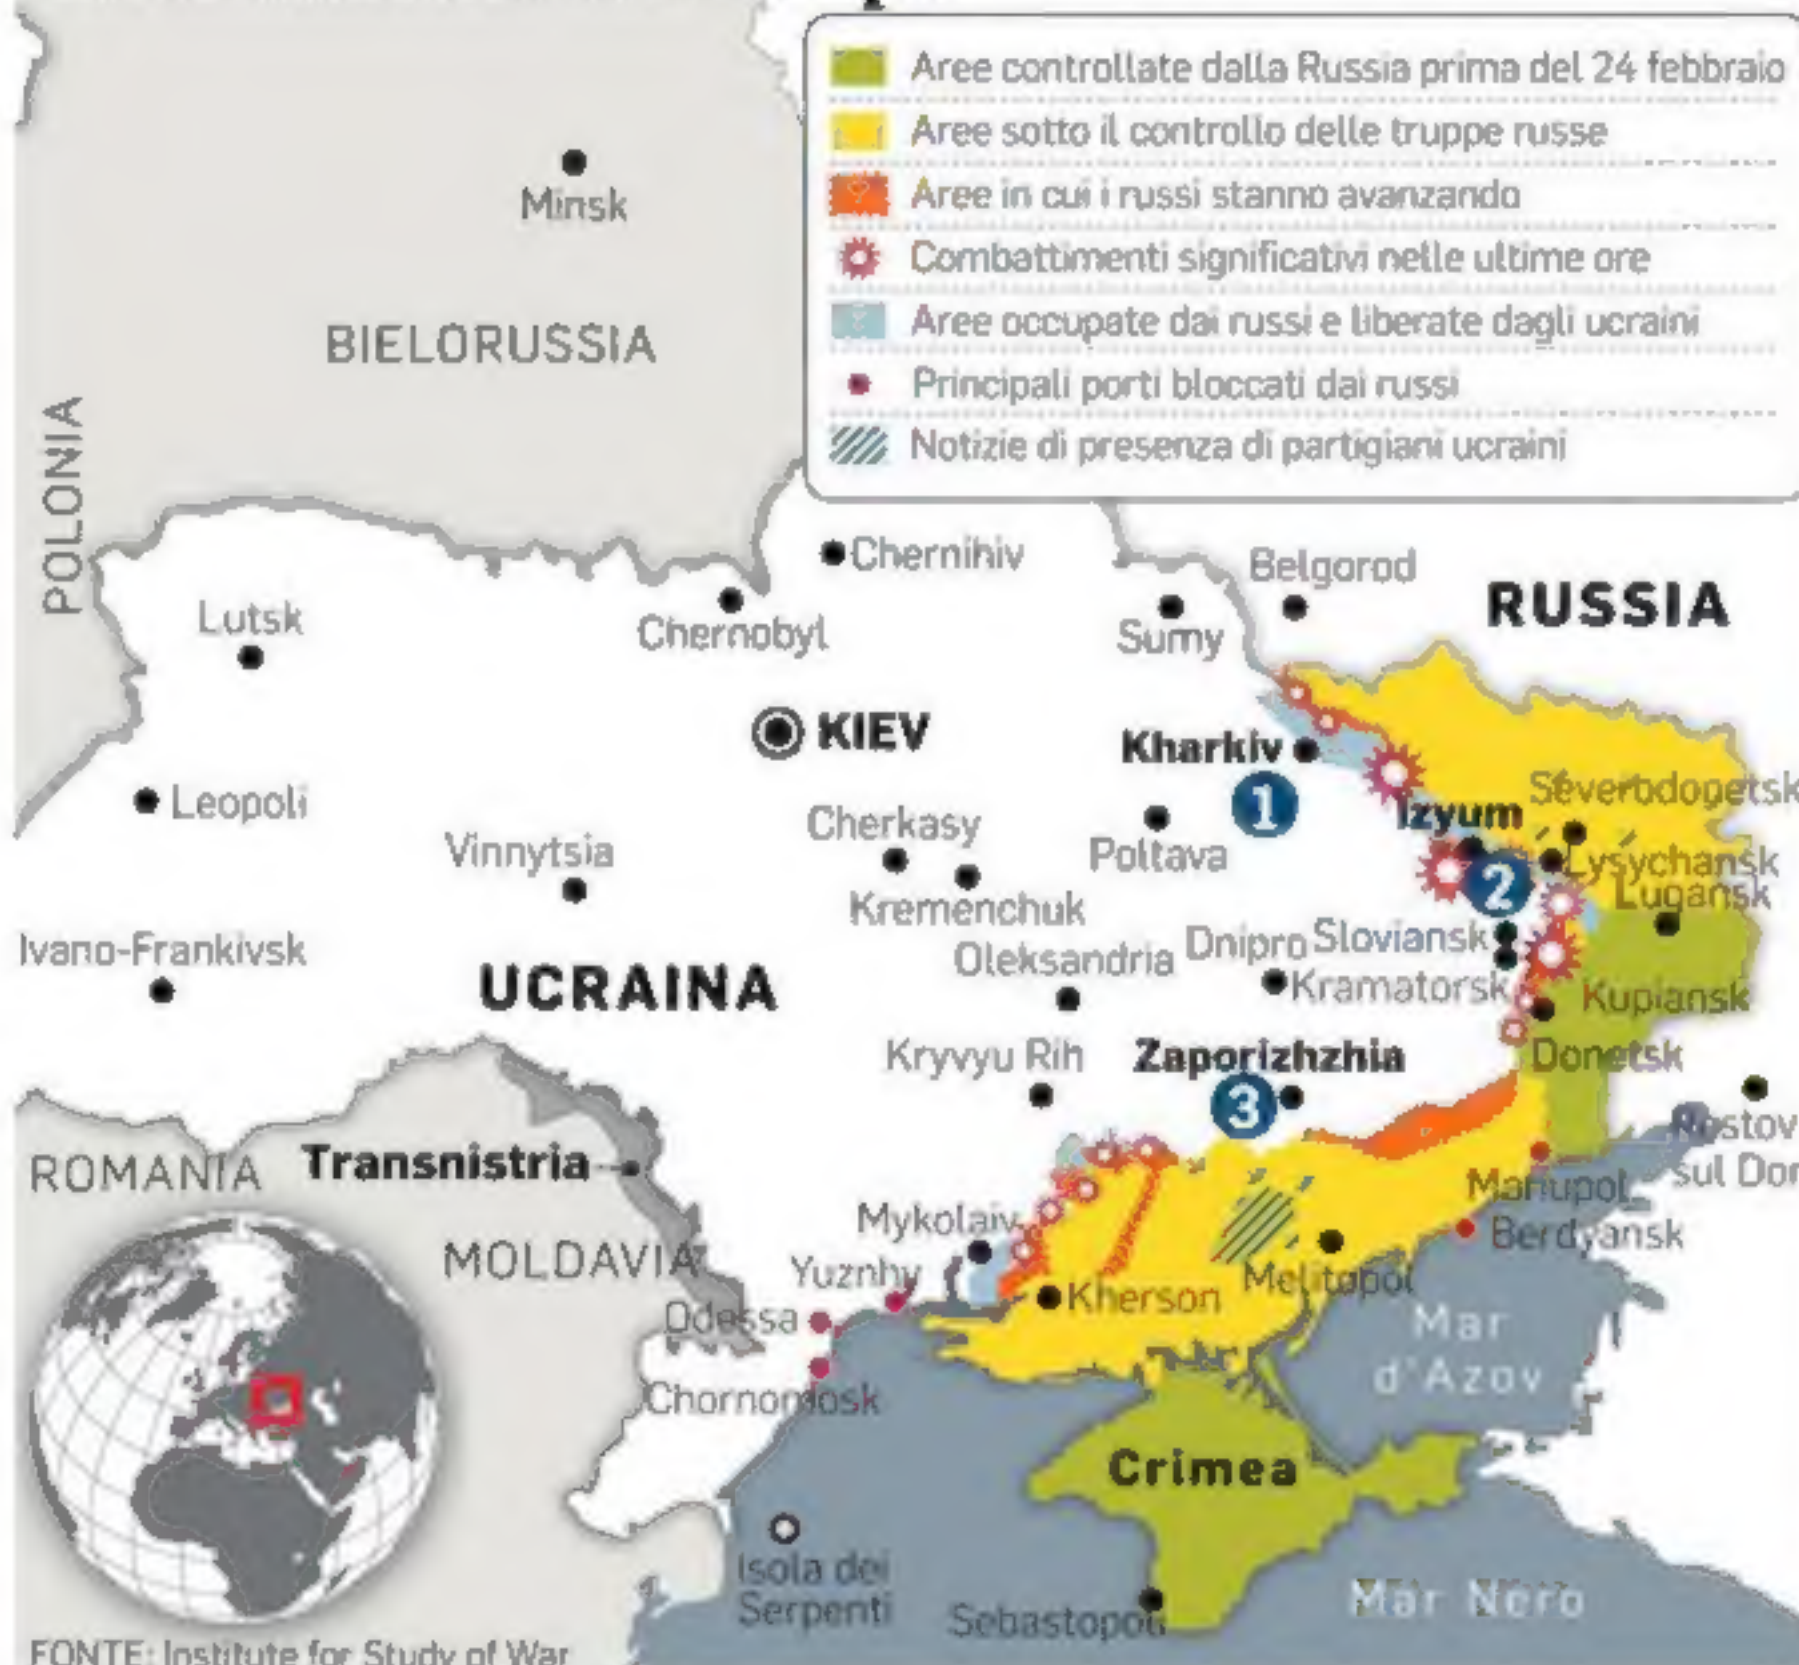 Aree controllate dalla Russia prima del 24 febbraio
Aree sotto il controllo delle truppe russe
Aree in cui i russi stanno avanzando
Combattimenti significativi nelle ultime ore
Aree occupate dai russi e liberate dagli ucraini
Principali porti bloccati dai russi
Notizie di presenza di partigiani ucraini
Minsk
BIELORUSSIA
POLONIA
Chernihiv
Belgorod
RUSSIA
Lutsk
Chernobyl
Sumy
KIEV
Kharkiv
1
Severodonetsk
Leopoli
Izyum
Cherkasy
Vinnytsia
Poltava
Lysychansk
2
Lugansk
Kremenchuk
Ivano-Frankivsk
Dnipro
Sloviansk
Oleksandria
UCRAINA
Kramatorsk
Kupiansk
Kryvyu Rih
Zaporizhzhia
Donetsk
3
Rostov
sul Don
ROMANIA
Transnistria
Mariupol
Mykolaiv
Berdyansk
MOLDAVIA
Yuznhy
Melitopol
Kherson
Odessa
Mar
d'Azov
Chornomosk
Crimea
Isola dei
Serpenti
Sebastopoli
Mar Nero
FONTE: Institute for Study of War